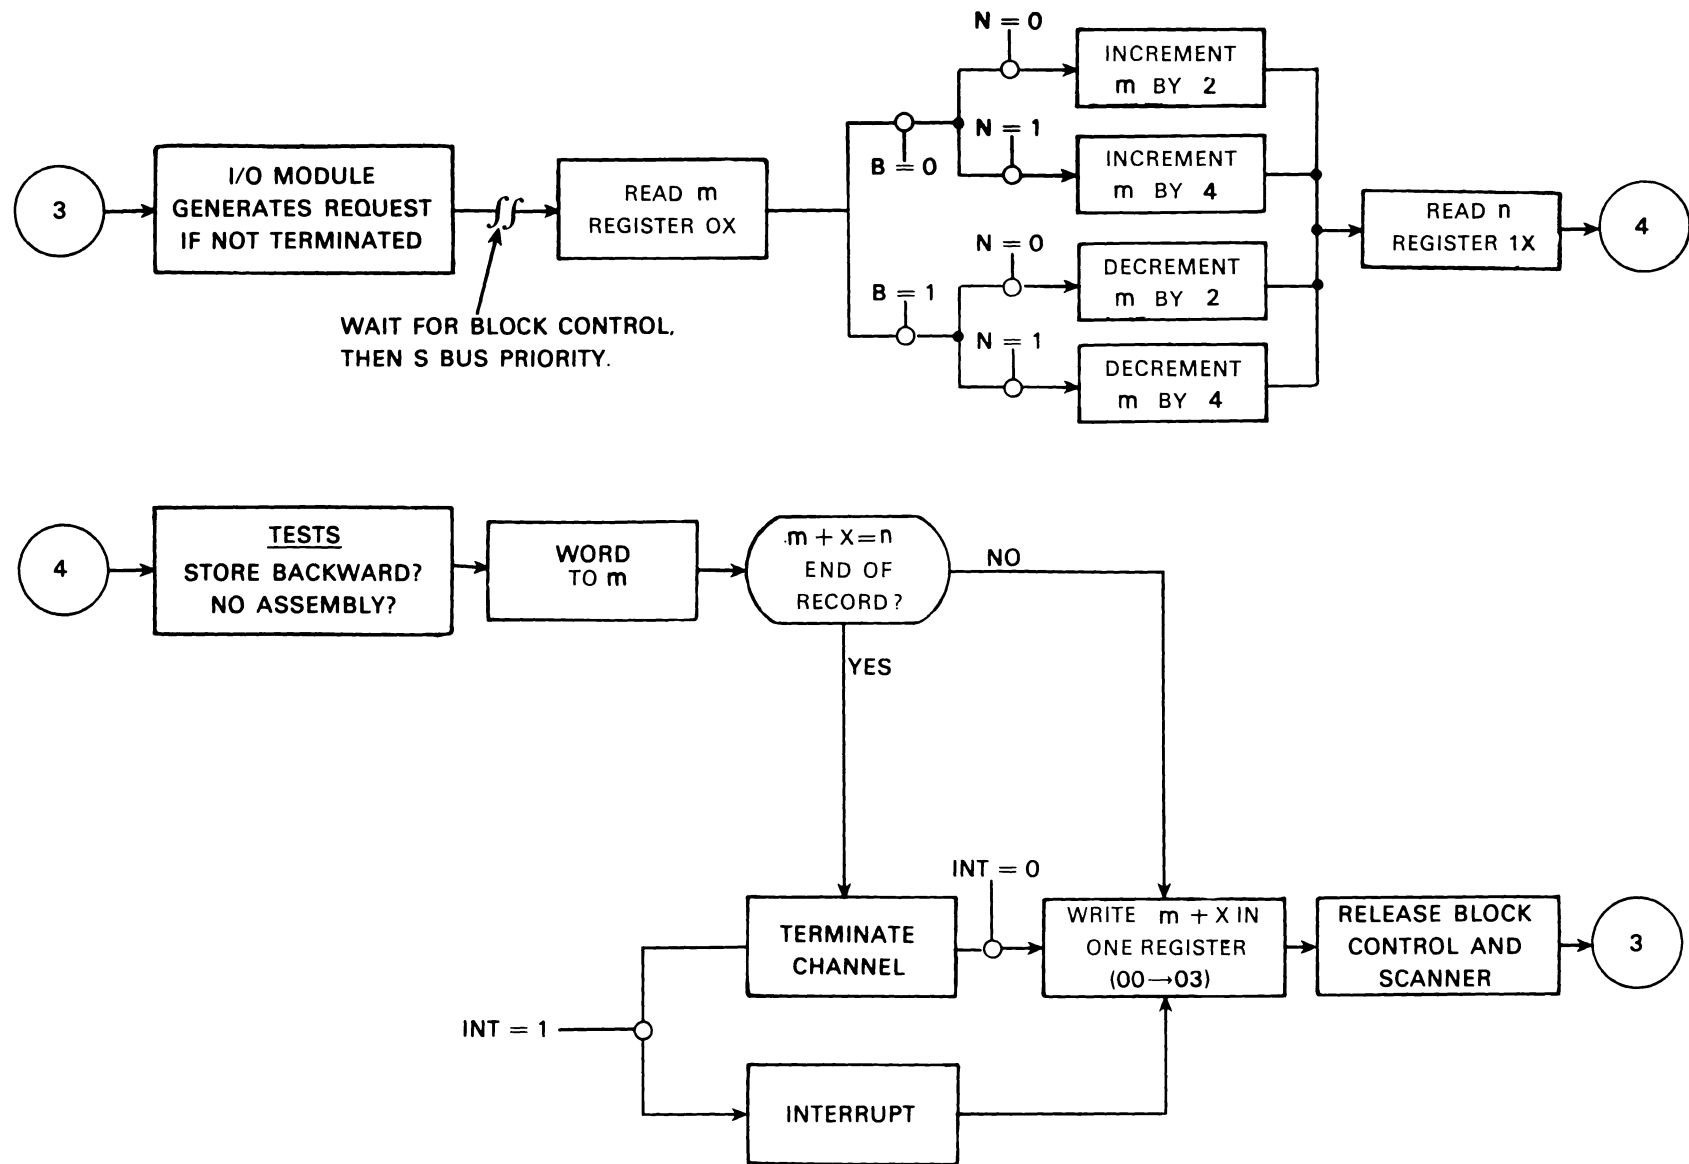 3
I/O MODULE
GENERATES REQUEST
IF NOT TERMINATED
WAIT FOR BLOCK CONTROL,
THEN S BUS PRIORITY.
READ m
REGISTER 0X
B = 0
B = 1
N = 0
INCREMENT
m BY 2
N = 1
INCREMENT
m BY 4
N = 0
DECREMENT
m BY 2
N = 1
DECREMENT
m BY 4
READ n
REGISTER 1X
4
4
TESTS
STORE BACKWARD?
NO ASSEMBLY?
WORD
TO m
m + X = n
END OF
RECORD?
NO
YES
TERMINATE
CHANNEL
INT = 0
INT = 1
INTERRUPT
WRITE m + X IN
ONE REGISTER
(00→03)
RELEASE BLOCK
CONTROL AND
SCANNER
3